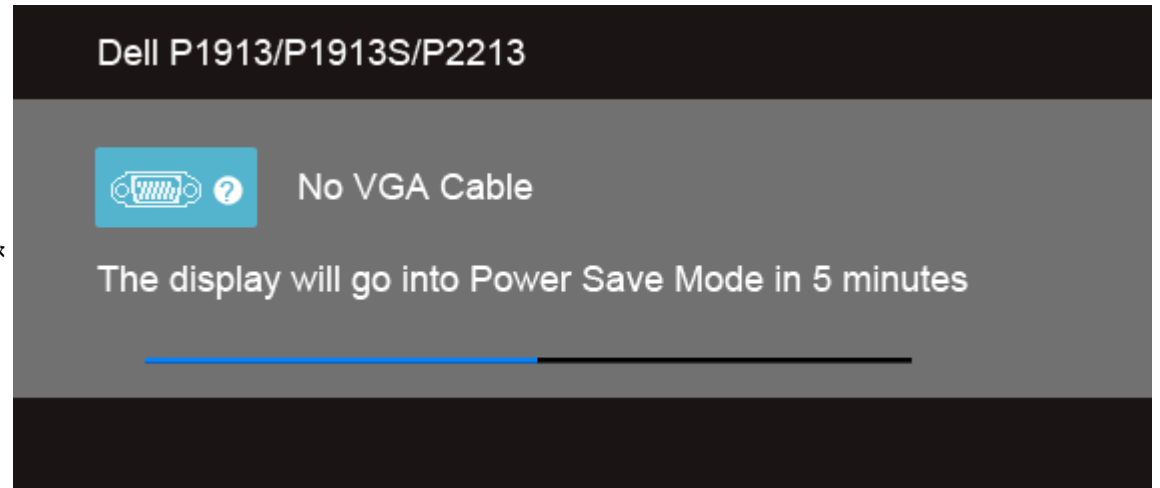 Dell P1913/P1913S/P2213
? No VGA Cable
The display will go into Power Save Mode in 5 minutes